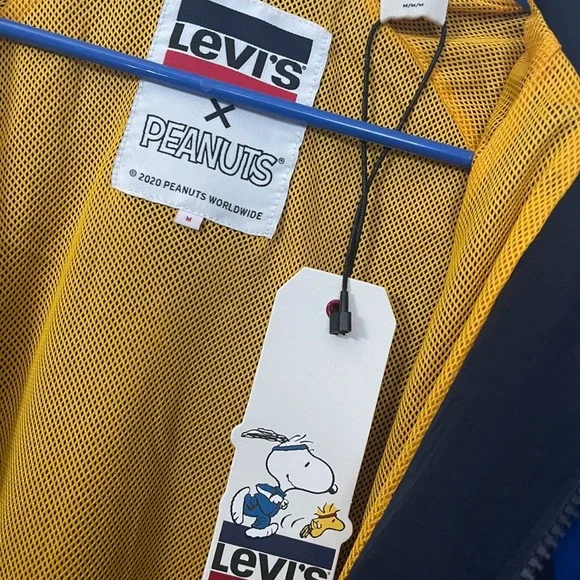 M/M/M
LEVI'S
X
PEANUTS®
© 2020 PEANUTS WORLDWIDE
M
LEVI'S